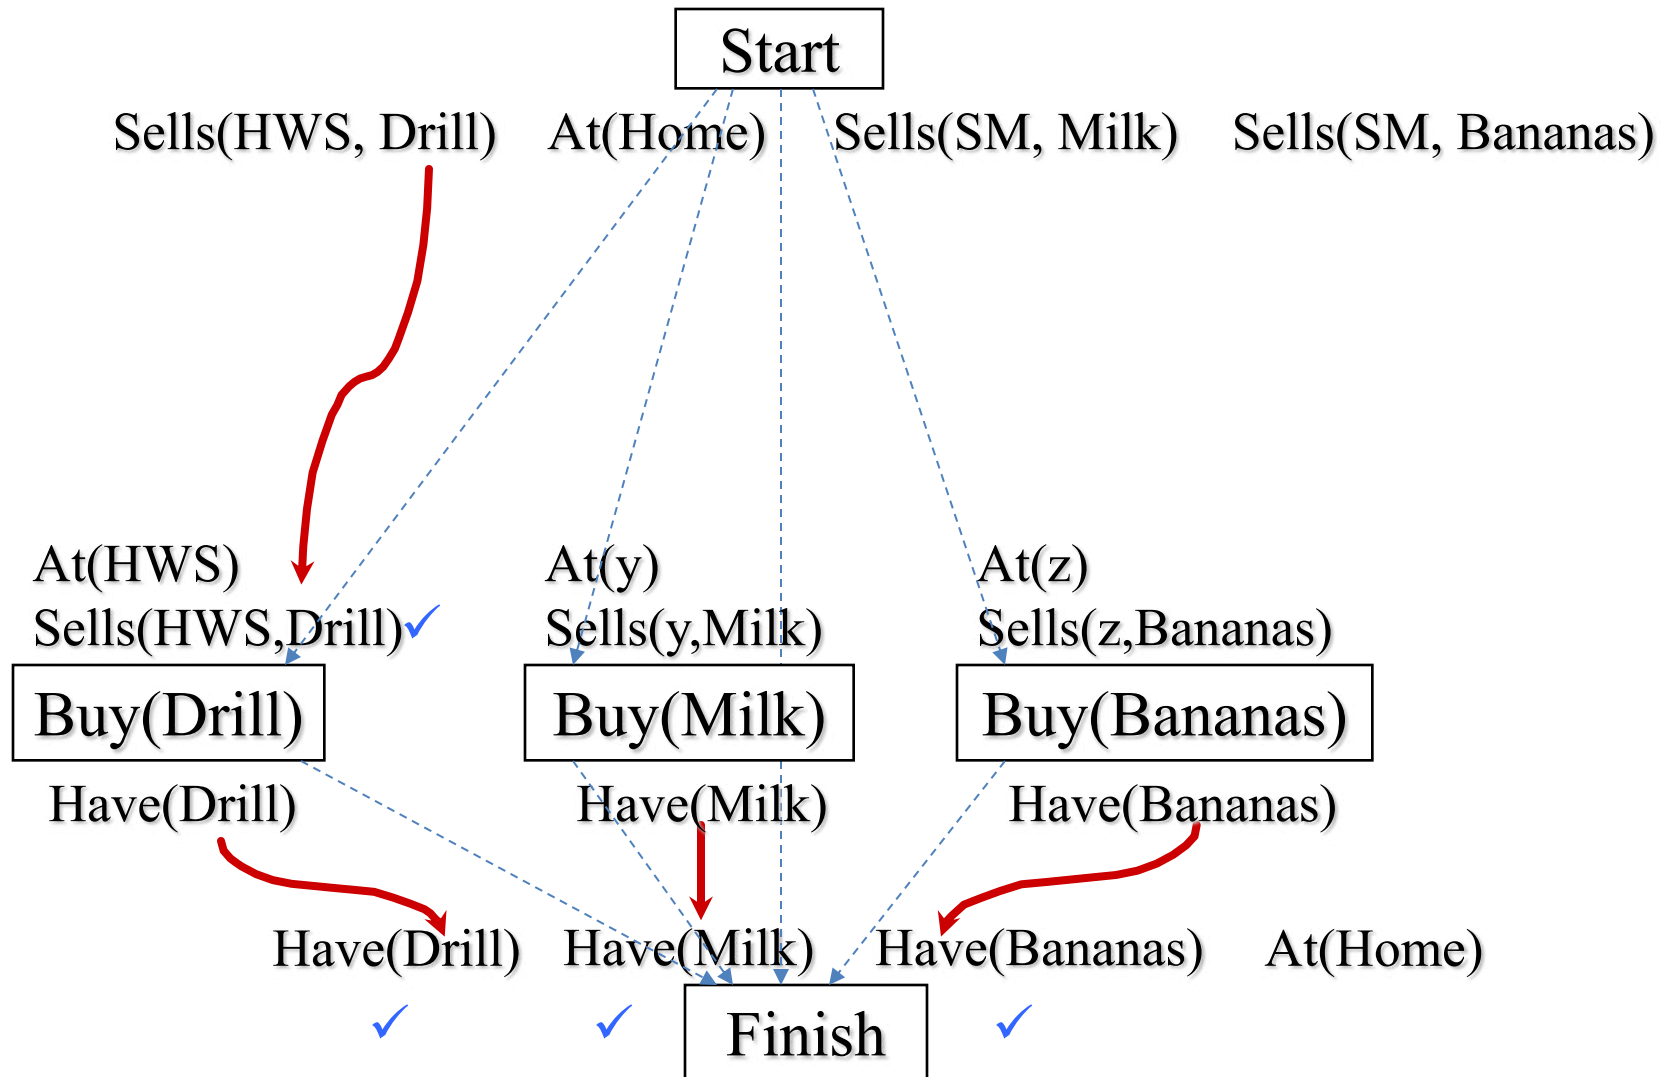 Start
Sells(HWS, Drill) At(Home) Sells(SM, Milk) Sells(SM, Bananas)
At(HWS) At(y) At(z)
Sells(HWS,Drill) Sells(y,Milk) Sells(z,Bananas)
Buy(Drill) Buy(Milk) Buy(Bananas)
Have(Drill) Have(Milk) Have(Bananas)
Have(Drill) Have(Milk) Have(Bananas) At(Home)
Finish